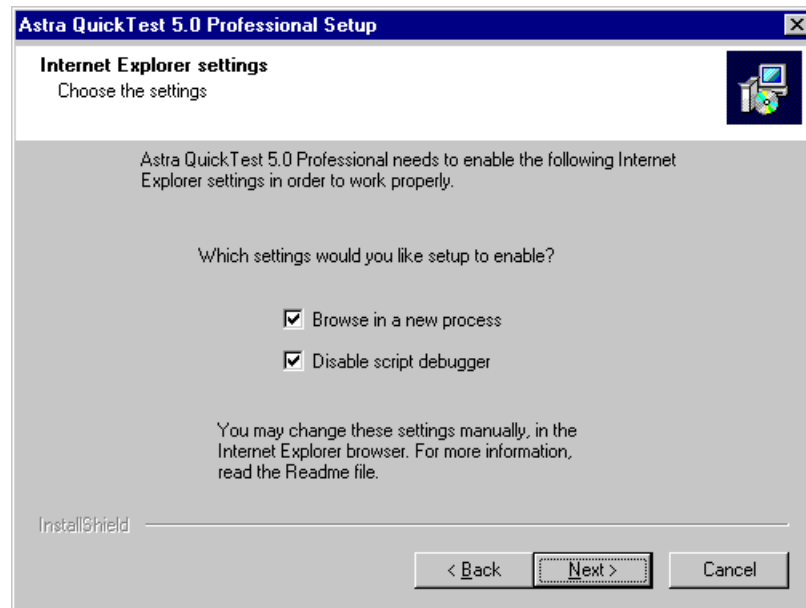 Astra QuickTest 5.0 Professional Setup
Internet Explorer settings
Choose the settings
Astra QuickTest 5.0 Professional needs to enable the following Internet
Explorer settings in order to work properly.
Which settings would you like setup to enable?
Browse in a new process
Disable script debugger
You may change these settings manually, in the
Internet Explorer browser. For more information,
read the Readme file.
InstallShield
< Back
Next >
Cancel